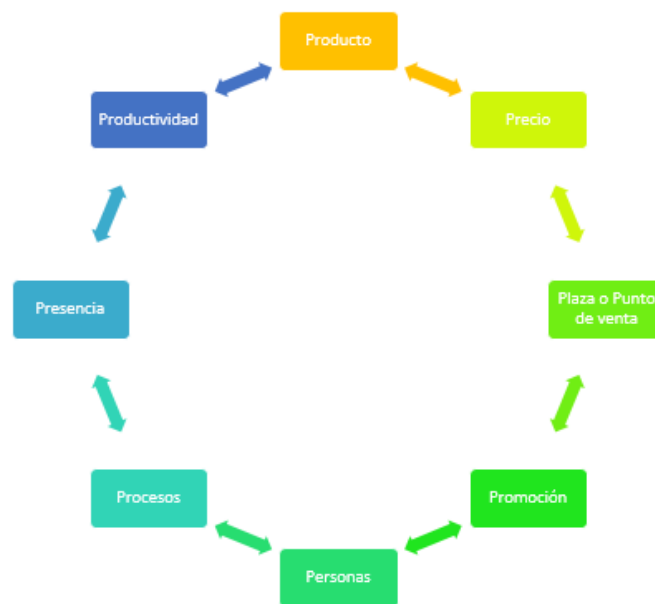 Producto
Precio
Plaza o Punto
de venta
Promoción
Personas
Procesos
Presencia
Productividad